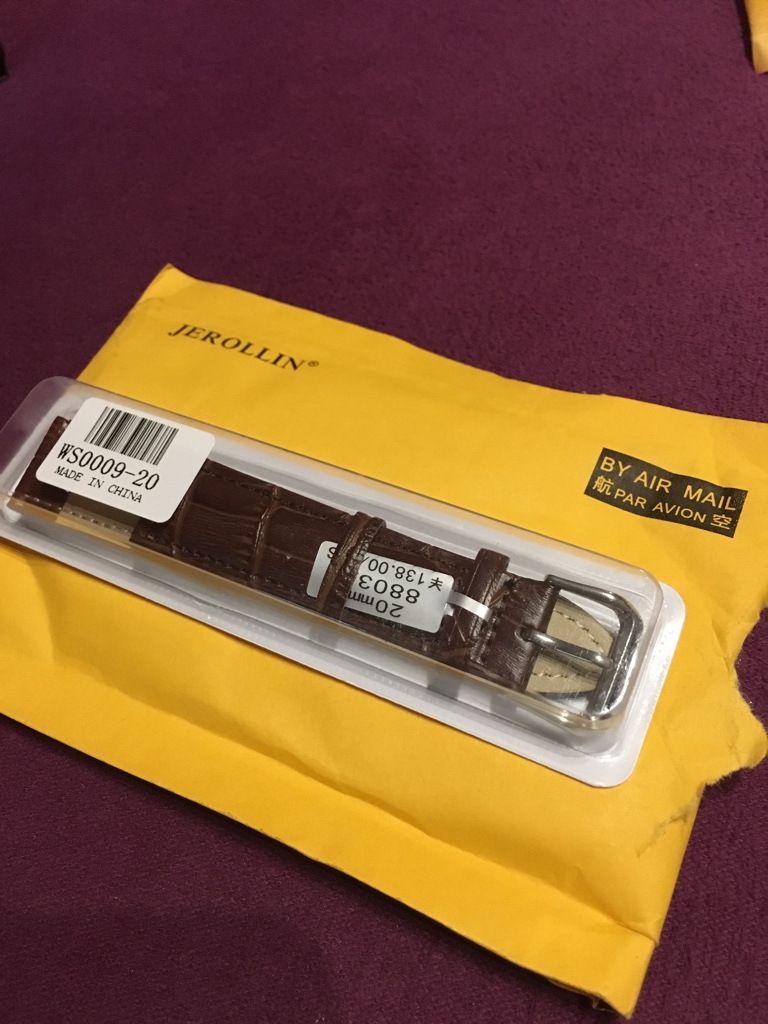 JEROLLIN®
WS0009-20
MADE IN CHINA
BY AIR MAIL
航 PAR AVION 空
20mm
8803
¥138.00/